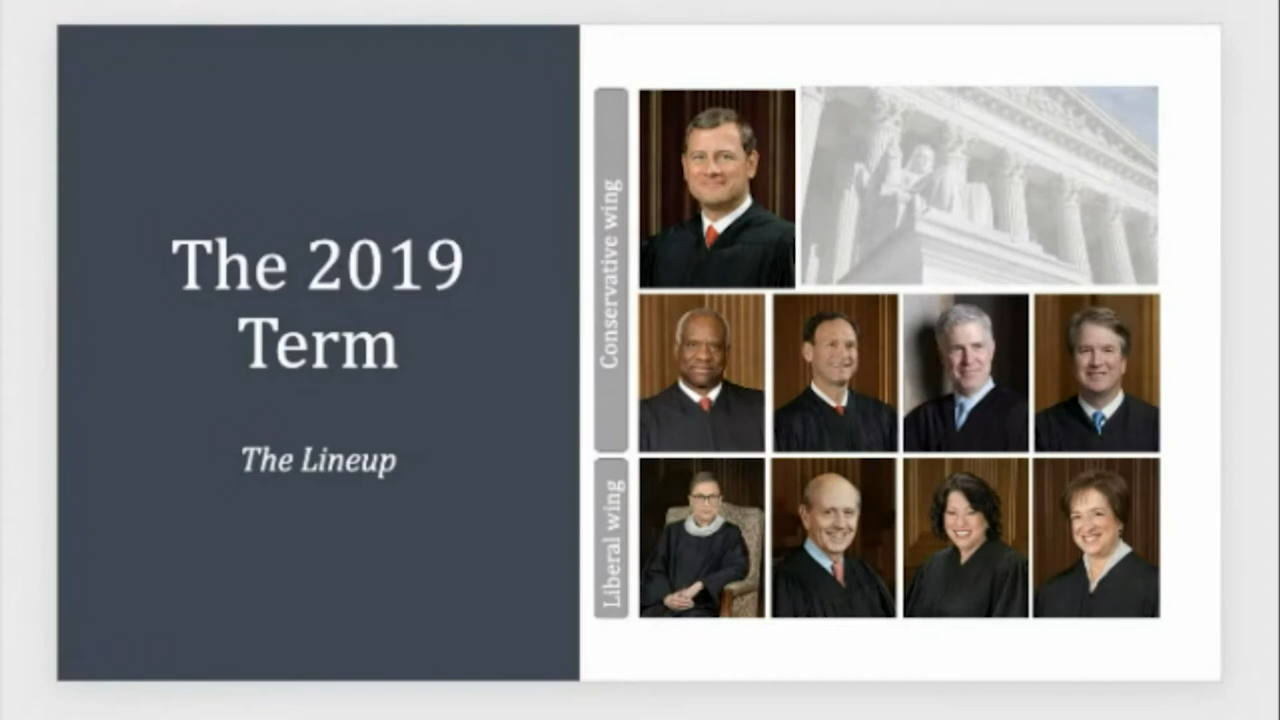 The 2019
Term
The Lineup
Conservative wing
Liberal wing